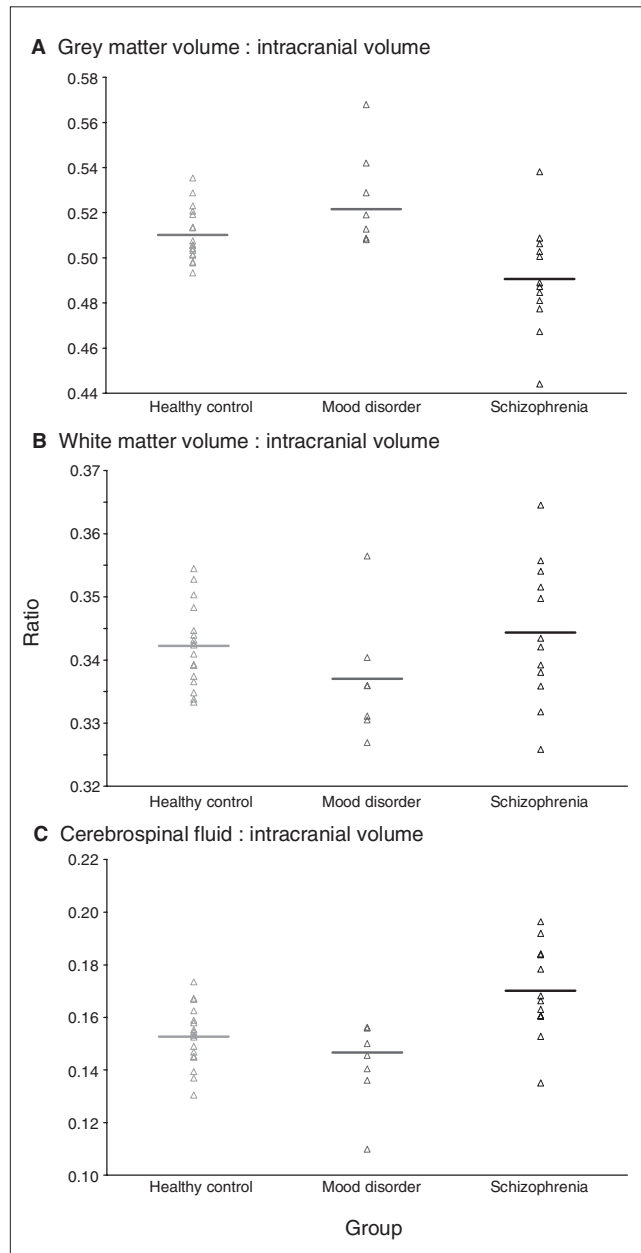 A Grey matter volume : intracranial volume
0.58
0.56
0.54
0.52
0.50
0.48
0.46
0.44
Healthy control Mood disorder Schizophrenia
B White matter volume : intracranial volume
0.37
0.36
0.35
0.34
0.33
0.32
Healthy control Mood disorder Schizophrenia
C Cerebrospinal fluid : intracranial volume
0.22
0.20
0.18
0.16
0.14
0.12
0.10
Healthy control Mood disorder Schizophrenia
Ratio
Group